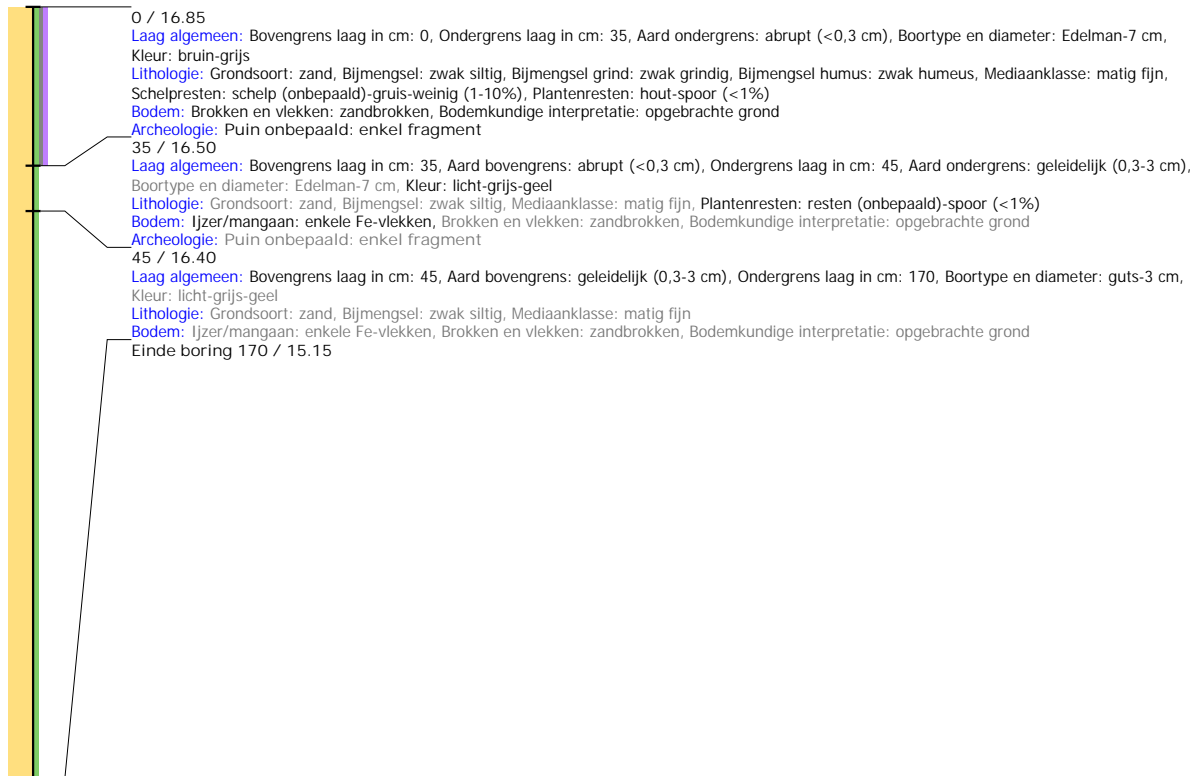 0 / 16.85
Laag algemeen: Bovengrens laag in cm: 0, Ondergrens laag in cm: 35, Aard ondergrens: abrupt (<0,3 cm), Boortype en diameter: Edelman-7 cm,
Kleur: bruin-grijs
Lithologie: Grondsoort: zand, Bijmengsel: zwak siltig, Bijmengsel grind: zwak grindig, Bijmengsel humus: zwak humeus, Mediaanklasse: matig fijn,
Schelpresten: schelp (onbepaald)-gruis-weinig (1-10%), Plantenresten: hout-spoor (<1%)
Bodem: Brokken en vlekken: zandbrokken, Bodemkundige interpretatie: opgebrachte grond
Archeologie: Puin onbepaald: enkel fragment
35 / 16.50
Laag algemeen: Bovengrens laag in cm: 35, Aard bovengrens: abrupt (<0,3 cm), Ondergrens laag in cm: 45, Aard ondergrens: geleidelijk (0,3-3 cm),
Boortype en diameter: Edelman-7 cm, Kleur: licht-grijs-geel
Lithologie: Grondsoort: zand, Bijmengsel: zwak siltig, Mediaanklasse: matig fijn, Plantenresten: resten (onbepaald)-spoor (<1%)
Bodem: Ijzer/mangaan: enkele Fe-vlekken, Brokken en vlekken: zandbrokken, Bodemkundige interpretatie: opgebrachte grond
Archeologie: Puin onbepaald: enkel fragment
45 / 16.40
Laag algemeen: Bovengrens laag in cm: 45, Aard bovengrens: geleidelijk (0,3-3 cm), Ondergrens laag in cm: 170, Boortype en diameter: guts-3 cm,
Kleur: licht-grijs-geel
Lithologie: Grondsoort: zand, Bijmengsel: zwak siltig, Mediaanklasse: matig fijn
Bodem: Ijzer/mangaan: enkele Fe-vlekken, Brokken en vlekken: zandbrokken, Bodemkundige interpretatie: opgebrachte grond
Einde boring 170 / 15.15